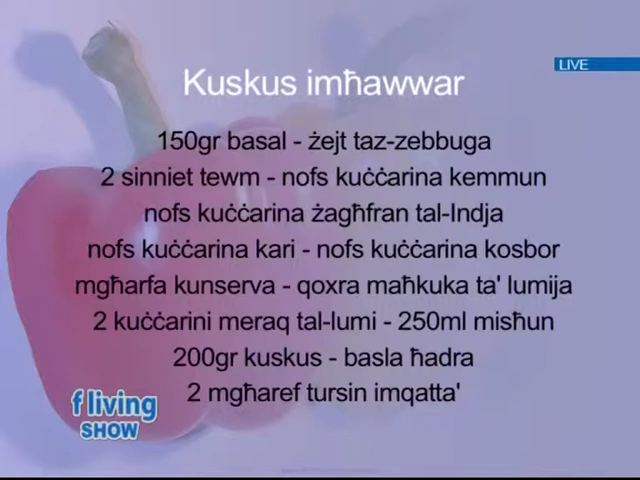 LIVE
Kuskus imħawwar
150gr basal - żejt taz-zebbuga
2 sinniet tewm - nofs kuċċarina kemmun
nofs kuċċarina żagħfran tal-Indja
nofs kuċċarina kari - nofs kuċċarina kosbor
mgħarfa kunserva - qoxra maħkuka ta' lumija
2 kuċċarini meraq tal-lumi - 250ml misħun
200gr kuskus - basla ħadra
2 mgħaref tursin imqatta'
f living
SHOW